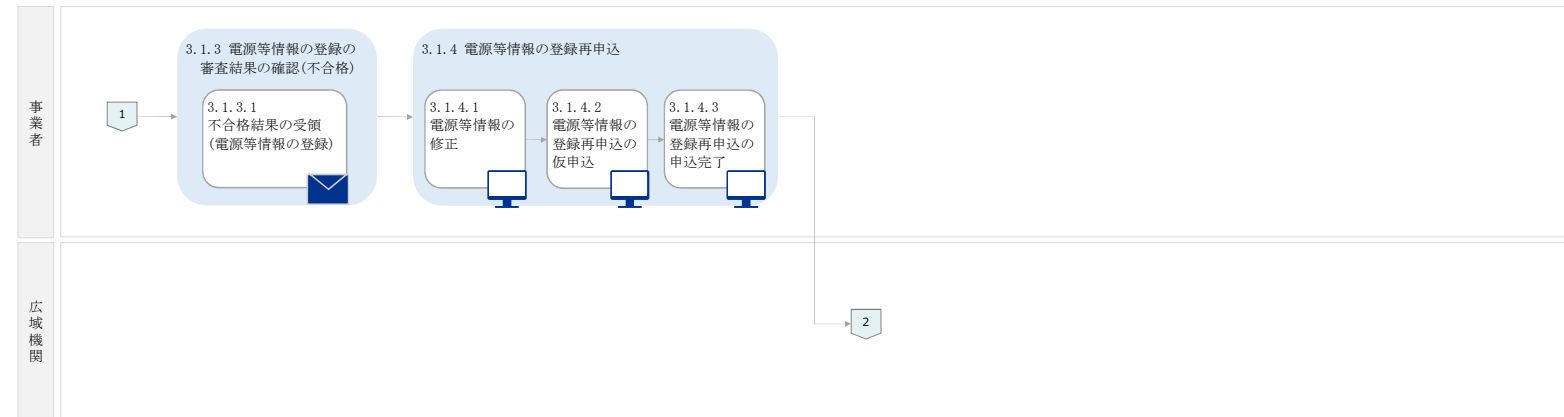 事業者
1
3.1.3 電源等情報の登録の
審査結果の確認(不合格)
3.1.3.1
不合格結果の受領
(電源等情報の登録)
3.1.4 電源等情報の登録再申込
3.1.4.1
電源等情報の
修正
3.1.4.2
電源等情報の
登録再申込の
仮申込
3.1.4.3
電源等情報の
登録再申込の
申込完了
広域機関
2